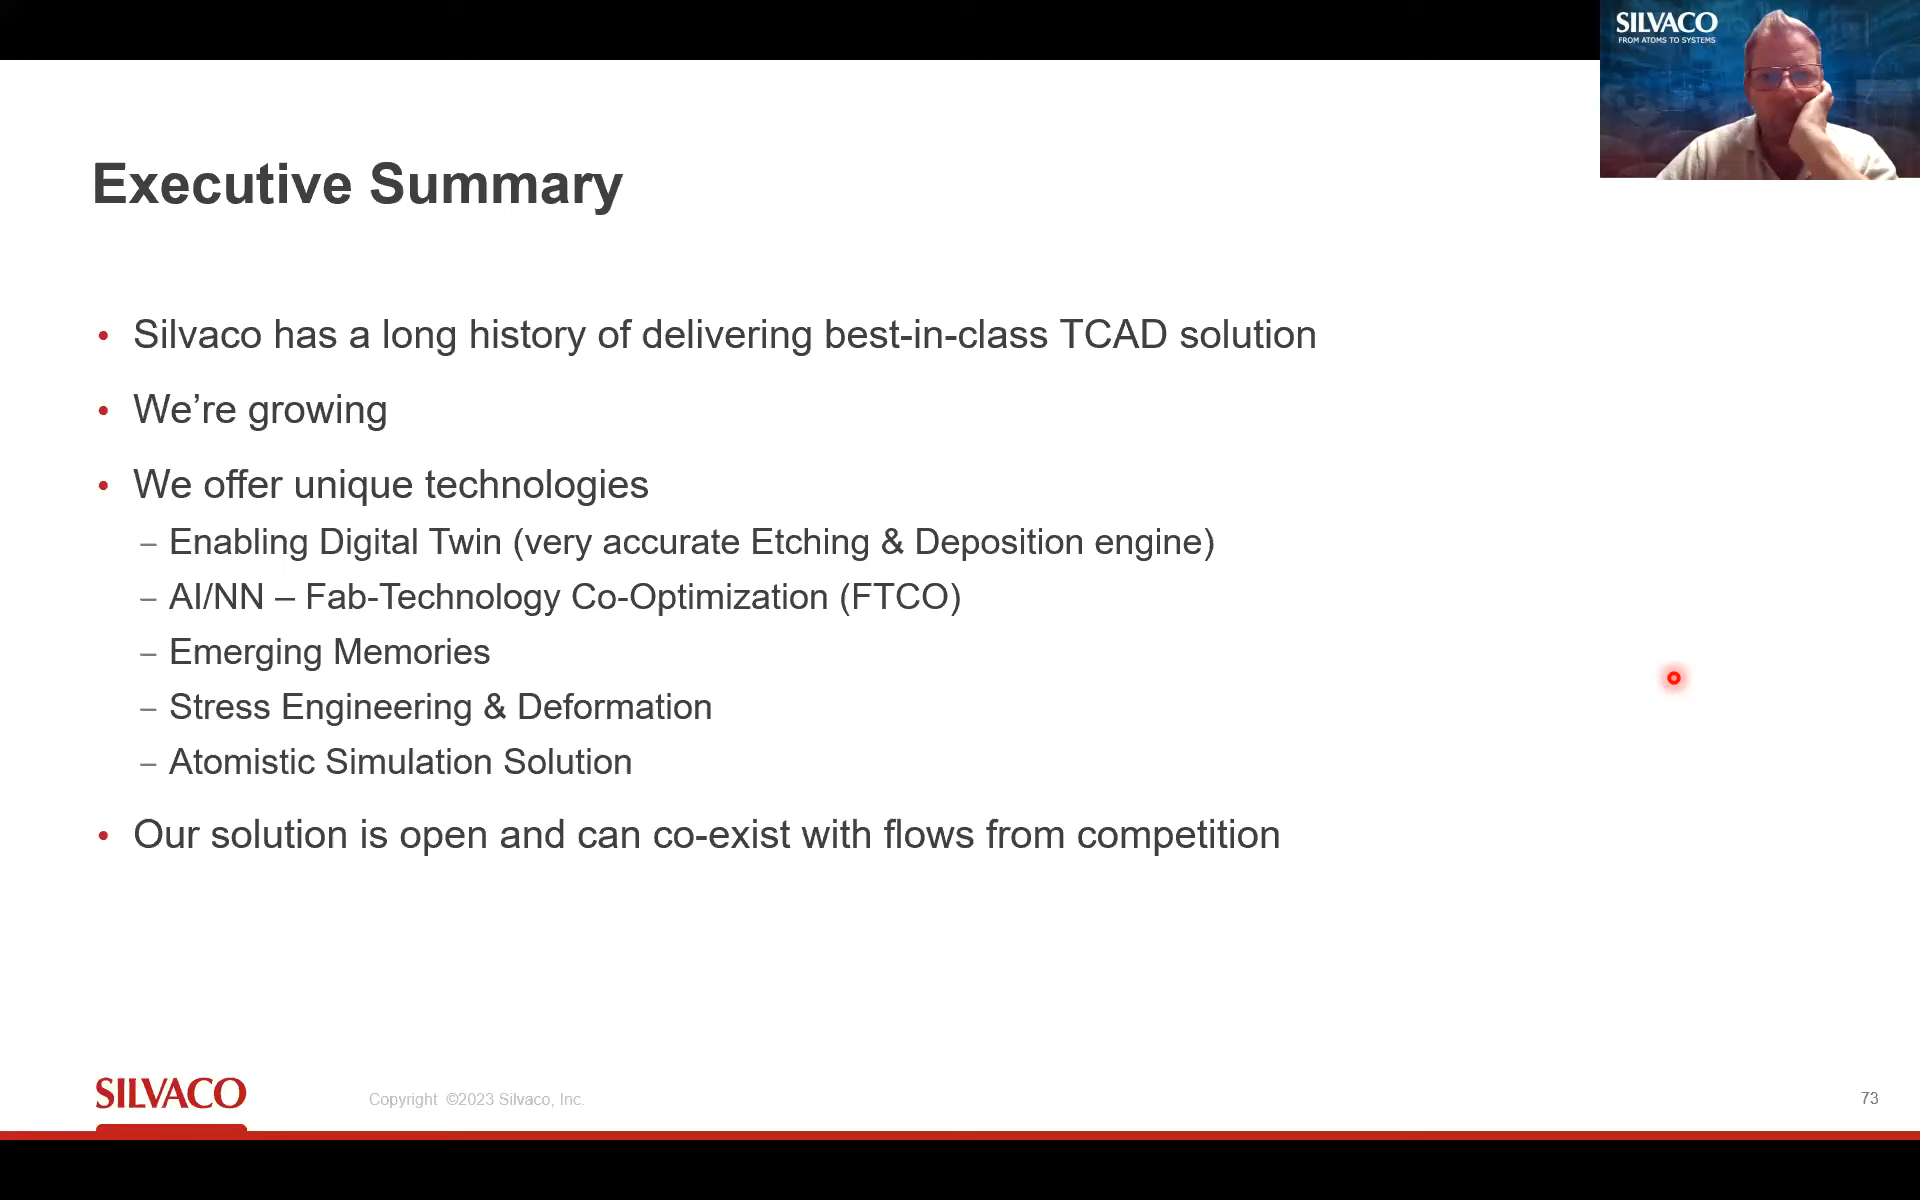 SILVACO
FROM ATOMS TO SYSTEMS
Executive Summary
• Silvaco has a long history of delivering best-in-class TCAD solution
• We’re growing
• We offer unique technologies
– Enabling Digital Twin (very accurate Etching & Deposition engine)
– AI/NN – Fab-Technology Co-Optimization (FTCO)
– Emerging Memories
– Stress Engineering & Deformation
– Atomistic Simulation Solution
• Our solution is open and can co-exist with flows from competition
SILVACO
Copyright ©2023 Silvaco, Inc.
73